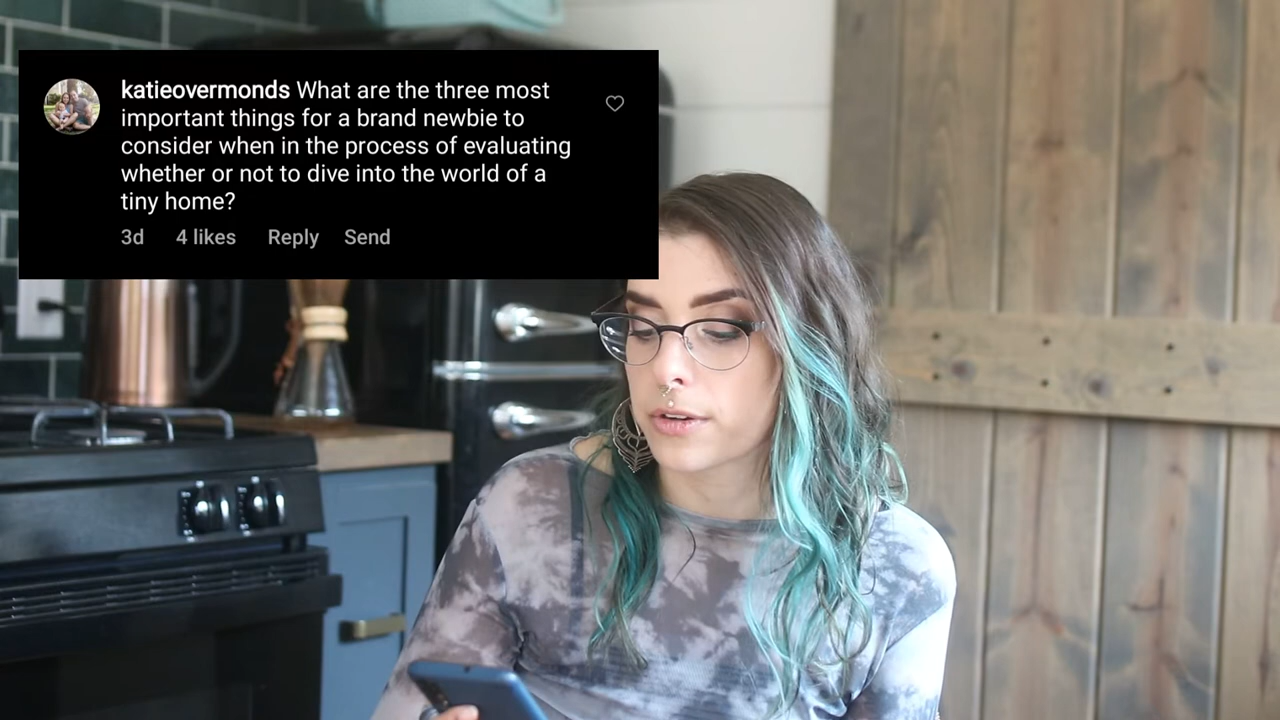 katieovermonds What are the three most
important things for a brand newbie to
consider when in the process of evaluating
whether or not to dive into the world of a
tiny home?
3d 4 likes Reply Send